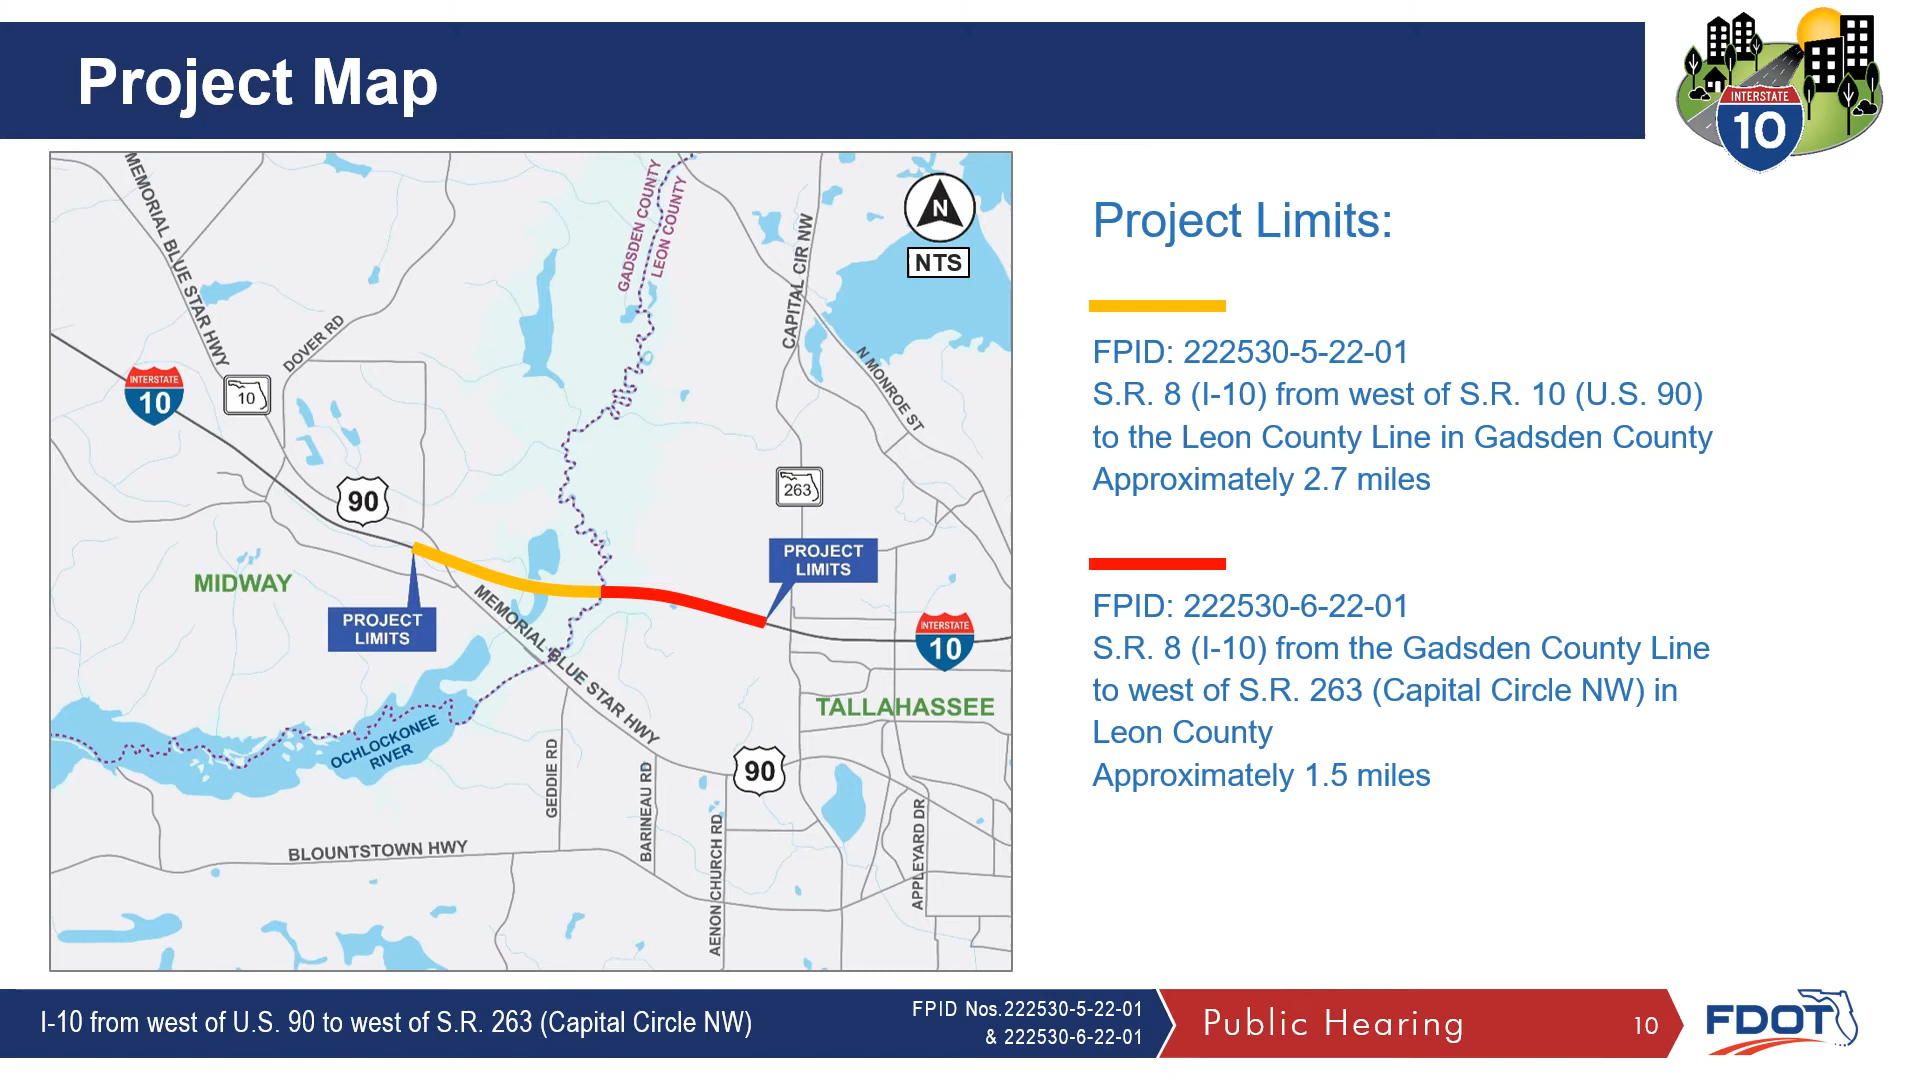 Project Map
INTERSTATE
10
MEMORIAL BLUE STAR HWY
GADSDEN COUNTY
LEON COUNTY
N
NTS
CAPITAL CIR NW
DOVER RD
N MONROE ST
INTERSTATE
10
10
90
263
PROJECT
LIMITS
MIDWAY
PROJECT
LIMITS
MEMORIAL BLUE STAR HWY
INTERSTATE
10
TALLAHASSEE
OCHLOCKONEE
RIVER
90
GEDDIE RD
BARINEAU RD
AENON CHURCH RD
APPLEYARD DR
BLOUNTSTOWN HWY
Project Limits:
FPID: 222530-5-22-01
S.R. 8 (I-10) from west of S.R. 10 (U.S. 90)
to the Leon County Line in Gadsden County
Approximately 2.7 miles
FPID: 222530-6-22-01
S.R. 8 (I-10) from the Gadsden County Line
to west of S.R. 263 (Capital Circle NW) in
Leon County
Approximately 1.5 miles
I-10 from west of U.S. 90 to west of S.R. 263 (Capital Circle NW)
FPID Nos.222530-5-22-01
& 222530-6-22-01
Public Hearing
10
FDOT